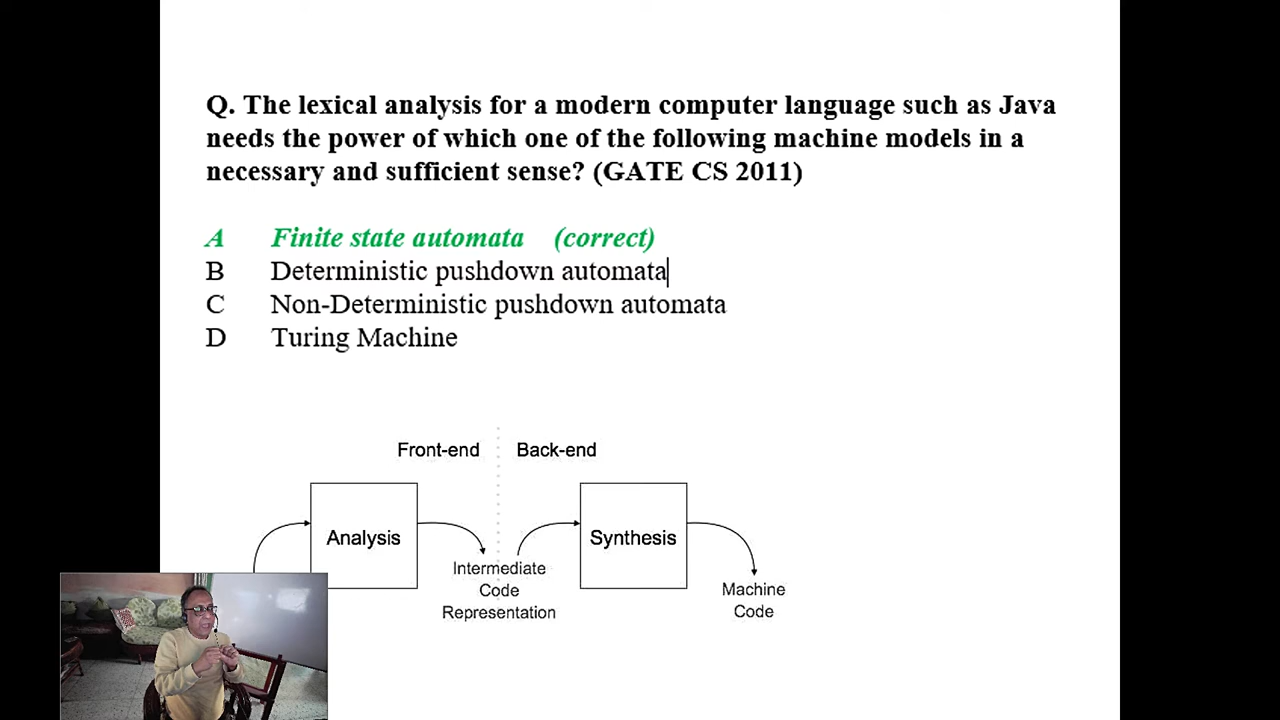 Q. The lexical analysis for a modern computer language such as Java
needs the power of which one of the following machine models in a
necessary and sufficient sense? (GATE CS 2011)
A Finite state automata (correct)
B Deterministic pushdown automata
C Non-Deterministic pushdown automata
D Turing Machine
Front-end Back-end
Analysis
Synthesis
Intermediate
Code
Representation
Machine
Code